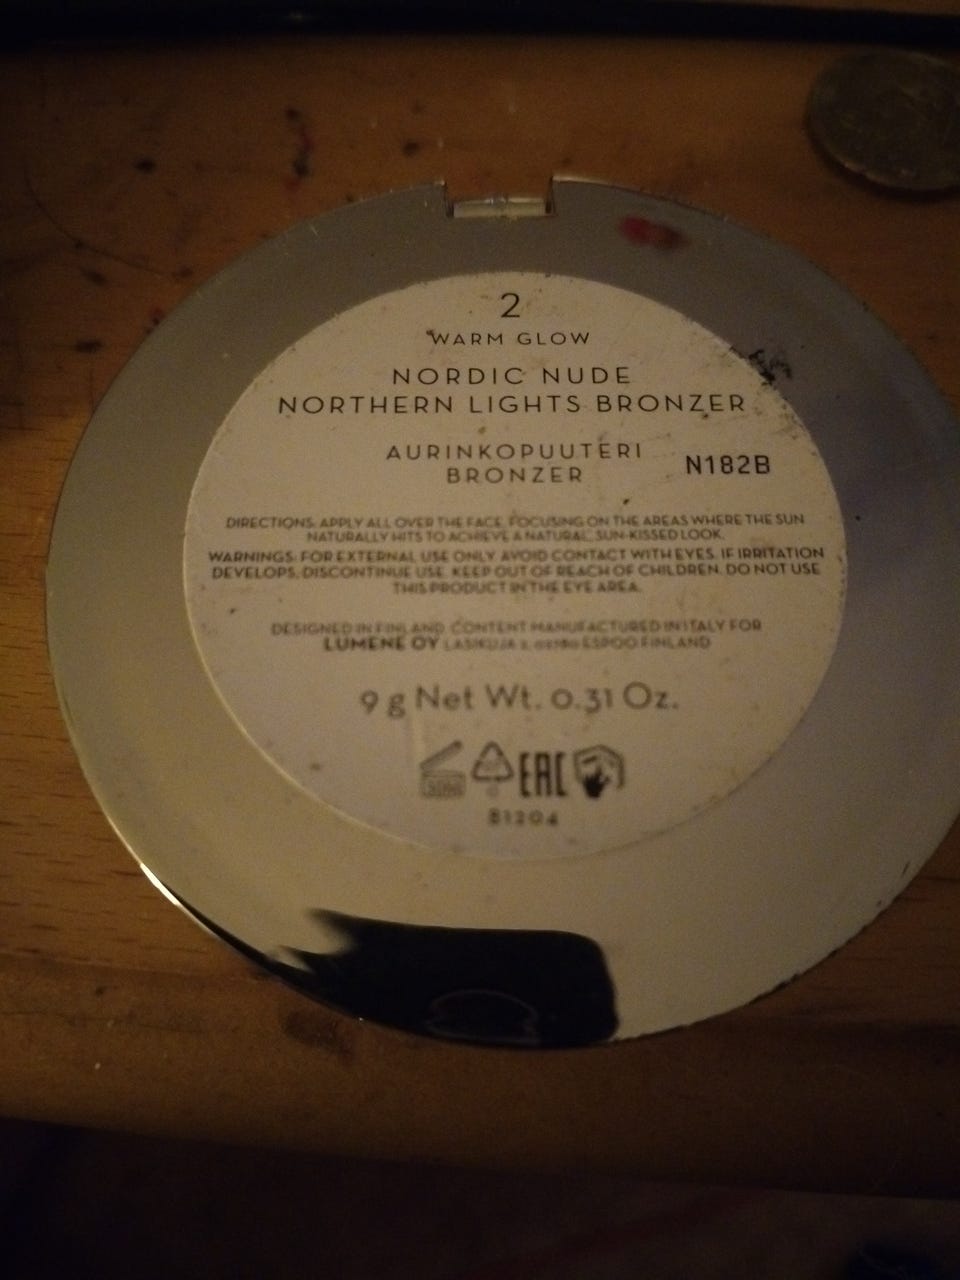 2
WARM GLOW
NORDIC NUDE
NORTHERN LIGHTS BRONZER
AURINKOPUUTERI
BRONZER
N182B
DIRECTIONS: APPLY ALL OVER THE FACE, FOCUSING ON THE AREAS WHERE THE SUN
NATURALLY HITS TO ACHIEVE A NATURAL, SUN-KISSED LOOK.
WARNINGS: FOR EXTERNAL USE ONLY. AVOID CONTACT WITH EYES. IF IRRITATION
DEVELOPS, DISCONTINUE USE. KEEP OUT OF REACH OF CHILDREN. DO NOT USE
THIS PRODUCT IN THE EYE AREA.
DESIGNED IN FINLAND CONTENT MANUFACTURED IN ITALY FOR
LUMENE OY LASIKUJA 2, 02780 ESPOO FINLAND
9 g Net Wt. 0.31 Oz.
EAC
81204